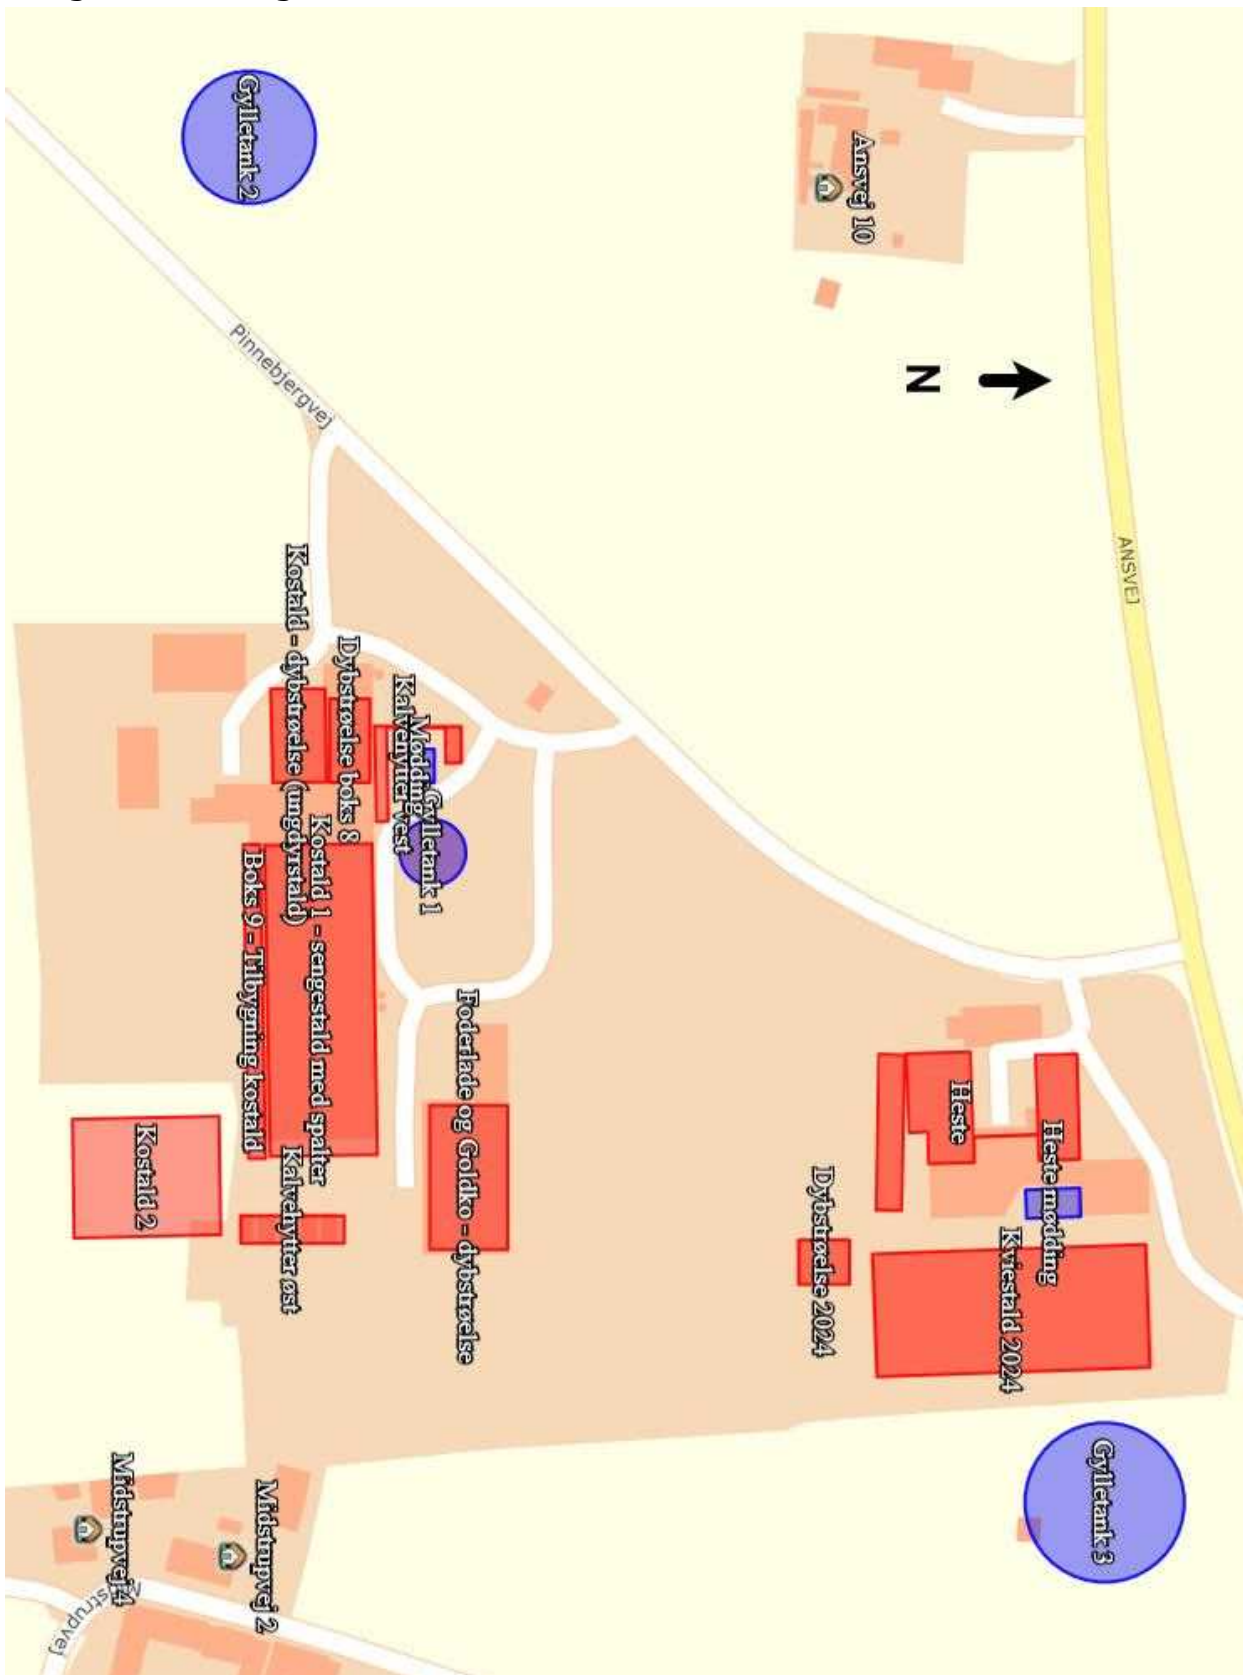 Gylletank 2
Ansvej 10
N
Pinnebjergvej
ANSVEJ
Kostald - dybstrøelse (ungdyrstald)
Dybstrøelse boks 8
Kalvehytter vest
Mødding
Gylletank 1
Kostald 1 - sengestald med spalter
Boks 9 - Tilbygning kostald
Foderlade og Goldko - dybstrøelse
Heste
Heste mødding
Kostald 2
Kalvehytter øst
Dybstrøelse 2024
Kviestald 2024
Gylletank 3
Midstrupvej 4
Midstrupvej 2
strupvej